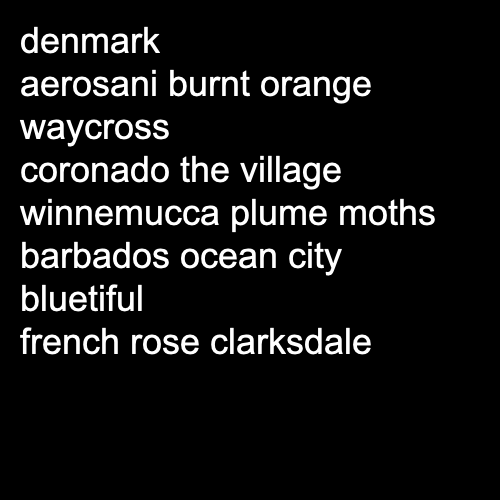 denmark
aerosani burnt orange
waycross
coronado the village
winnemucca plume moths
barbados ocean city
bluetiful
french rose clarksdale